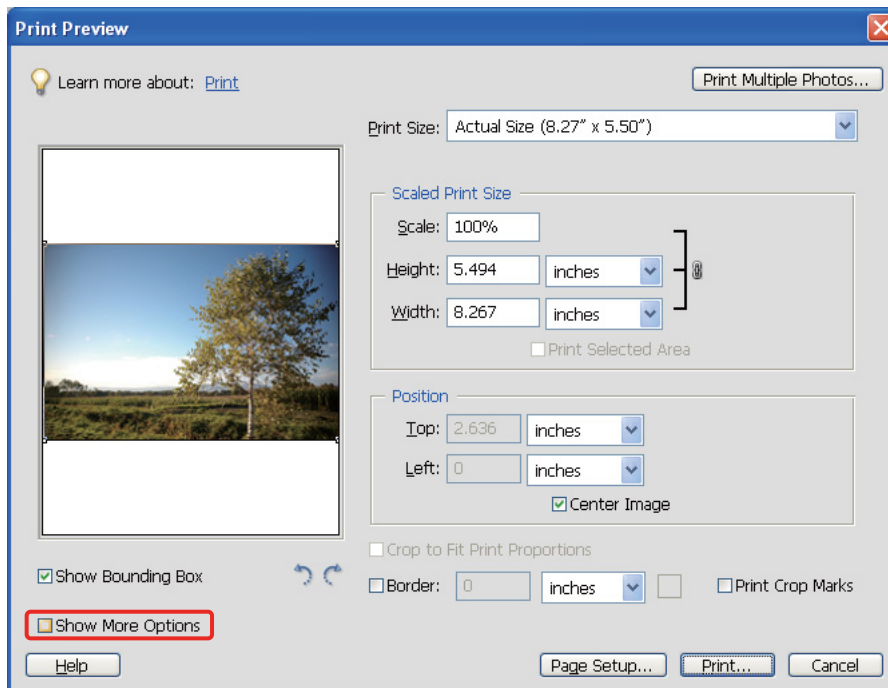 Print Preview
Learn more about: Print
Print Multiple Photos...
Print Size: Actual Size (8.27" x 5.50")
Scaled Print Size
Scale: 100%
Height: 5.494 inches
Width: 8.267 inches
Print Selected Area
Position
Top: 2.636 inches
Left: 0 inches
Center Image
Crop to Fit Print Proportions
Show Bounding Box
Border: 0 inches Print Crop Marks
Show More Options
Help Page Setup... Print... Cancel